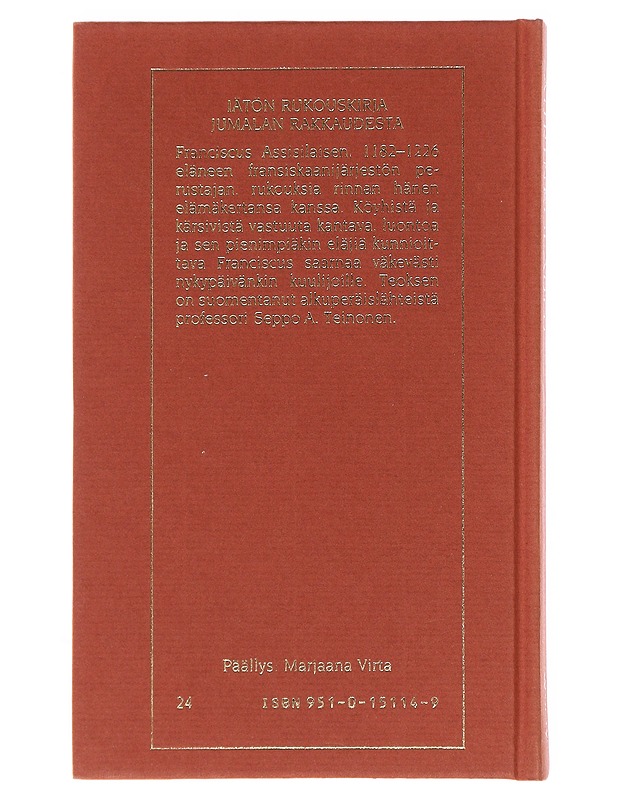 IÄTÖN RUKOUSKIRJA
JUMALAN RAKKAUDESTA
Franciscus Assisilaisen, 1182–1226
eläneen fransiskaanijärjestön pe-
rustajan, rukouksia rinnan hänen
elämäkertansa kanssa. Köyhistä ja
kärsivistä vastuuta kantava, luontoa
ja sen pienimpiäkin eläjiä kunnioit-
tava Franciscus saarnaa väkevästi
nykypäivänkin kuulijoille. Teoksen
on suomentanut alkuperäislähteistä
professori Seppo A. Teinonen.
Päällys: Marjaana Virta
24 ISBN 951-0-15114-9